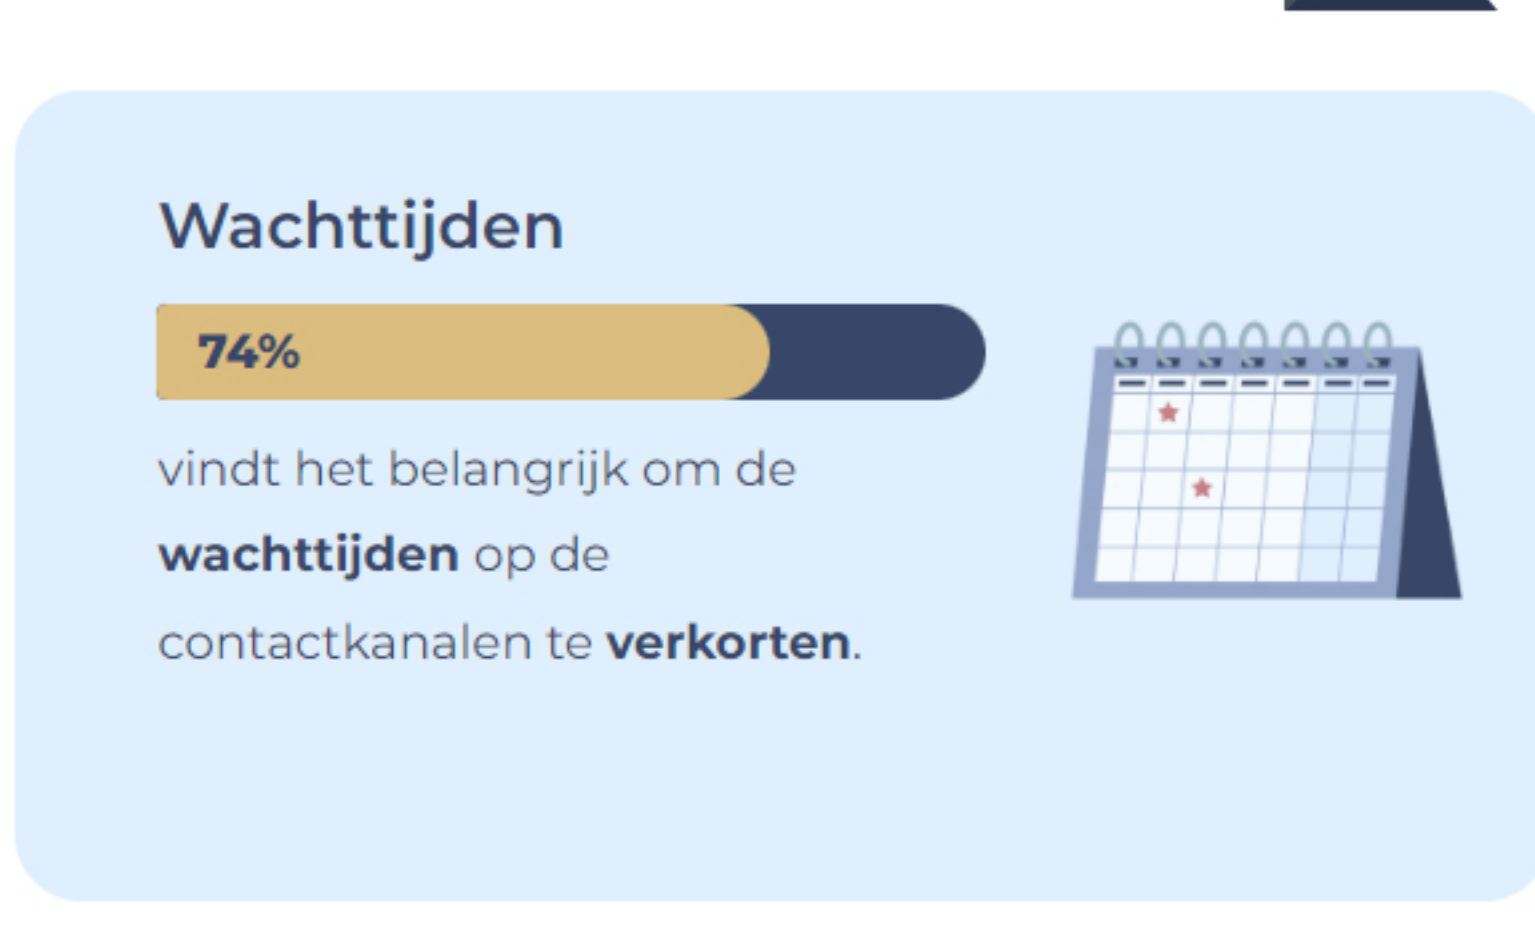 Wachttijden
74%
vindt het belangrijk om de
wachttijden op de
contactkanalen te verkorten.